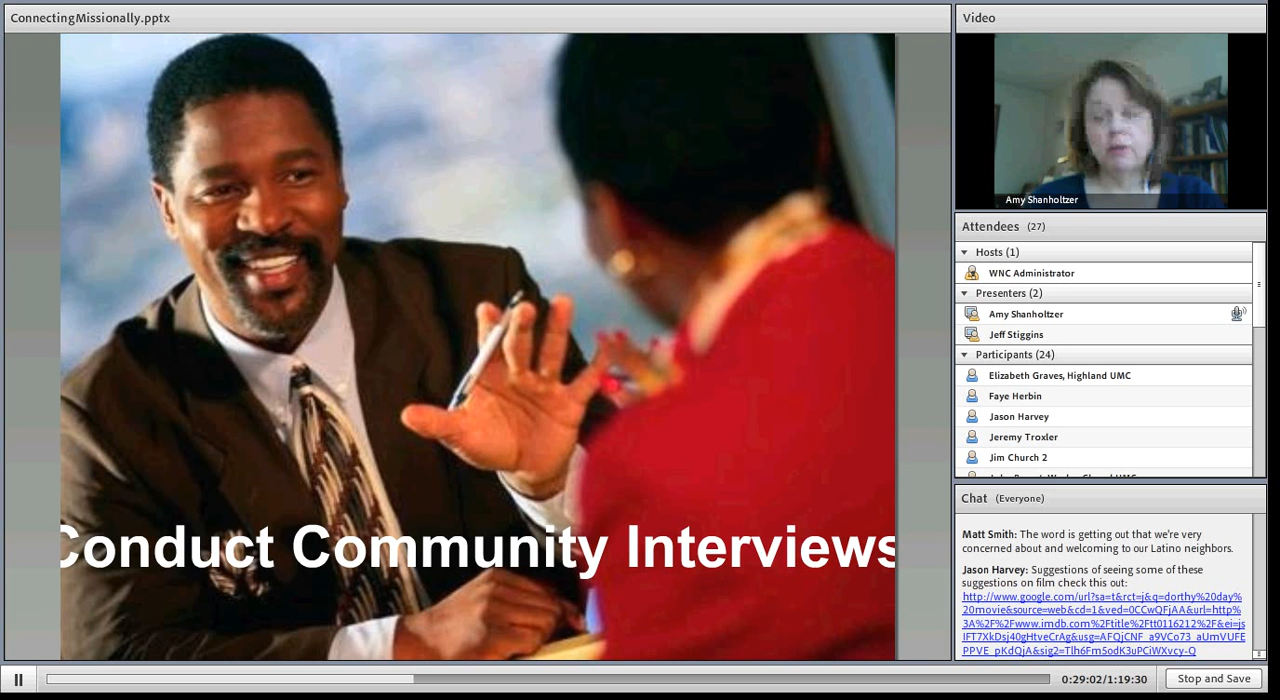 ConnectingMissionally.pptx
Conduct Community Interviews
Video
Amy Shanholtzer
Attendees (27)
Hosts (1)
WNC Administrator
Presenters (2)
Amy Shanholtzer
Jeff Stiggins
Participants (24)
Elizabeth Graves, Highland UMC
Faye Herbin
Jason Harvey
Jeremy Troxler
Jim Church 2
Chat (Everyone)
Matt Smith: The word is getting out that we're very
concerned about and welcoming to our Latino neighbors.
Jason Harvey: Suggestions of seeing some of these
suggestions on film check this out:
http://www.google.com/url?sa=t&rct=j&q=dorthy%20day%
20movie&source=web&cd=1&ved=0CCwQFjAA&url=http%
3A%2F%2Fwww.imdb.com%2Ftitle%2Ftt0116212%2F&ei=js
IFT7XkDsj40gHtveCrAg&usg=AFQjCNF_a9VCo73_aUmVUFE
PPVE_pKdQjA&sig2=Tlh6Fm5odK3uPCiWXvcy-Q
0:29:02/1:19:30
Stop and Save